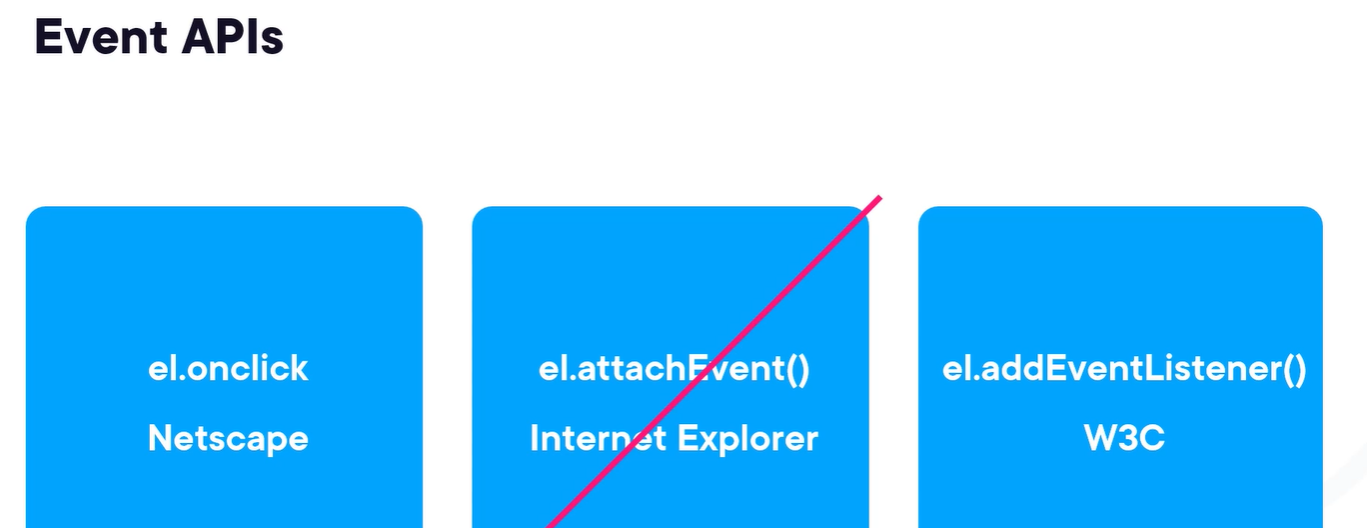 Event APIs
el.onclick
Netscape
el.attachEvent()
Internet Explorer
el.addEventListener()
W3C